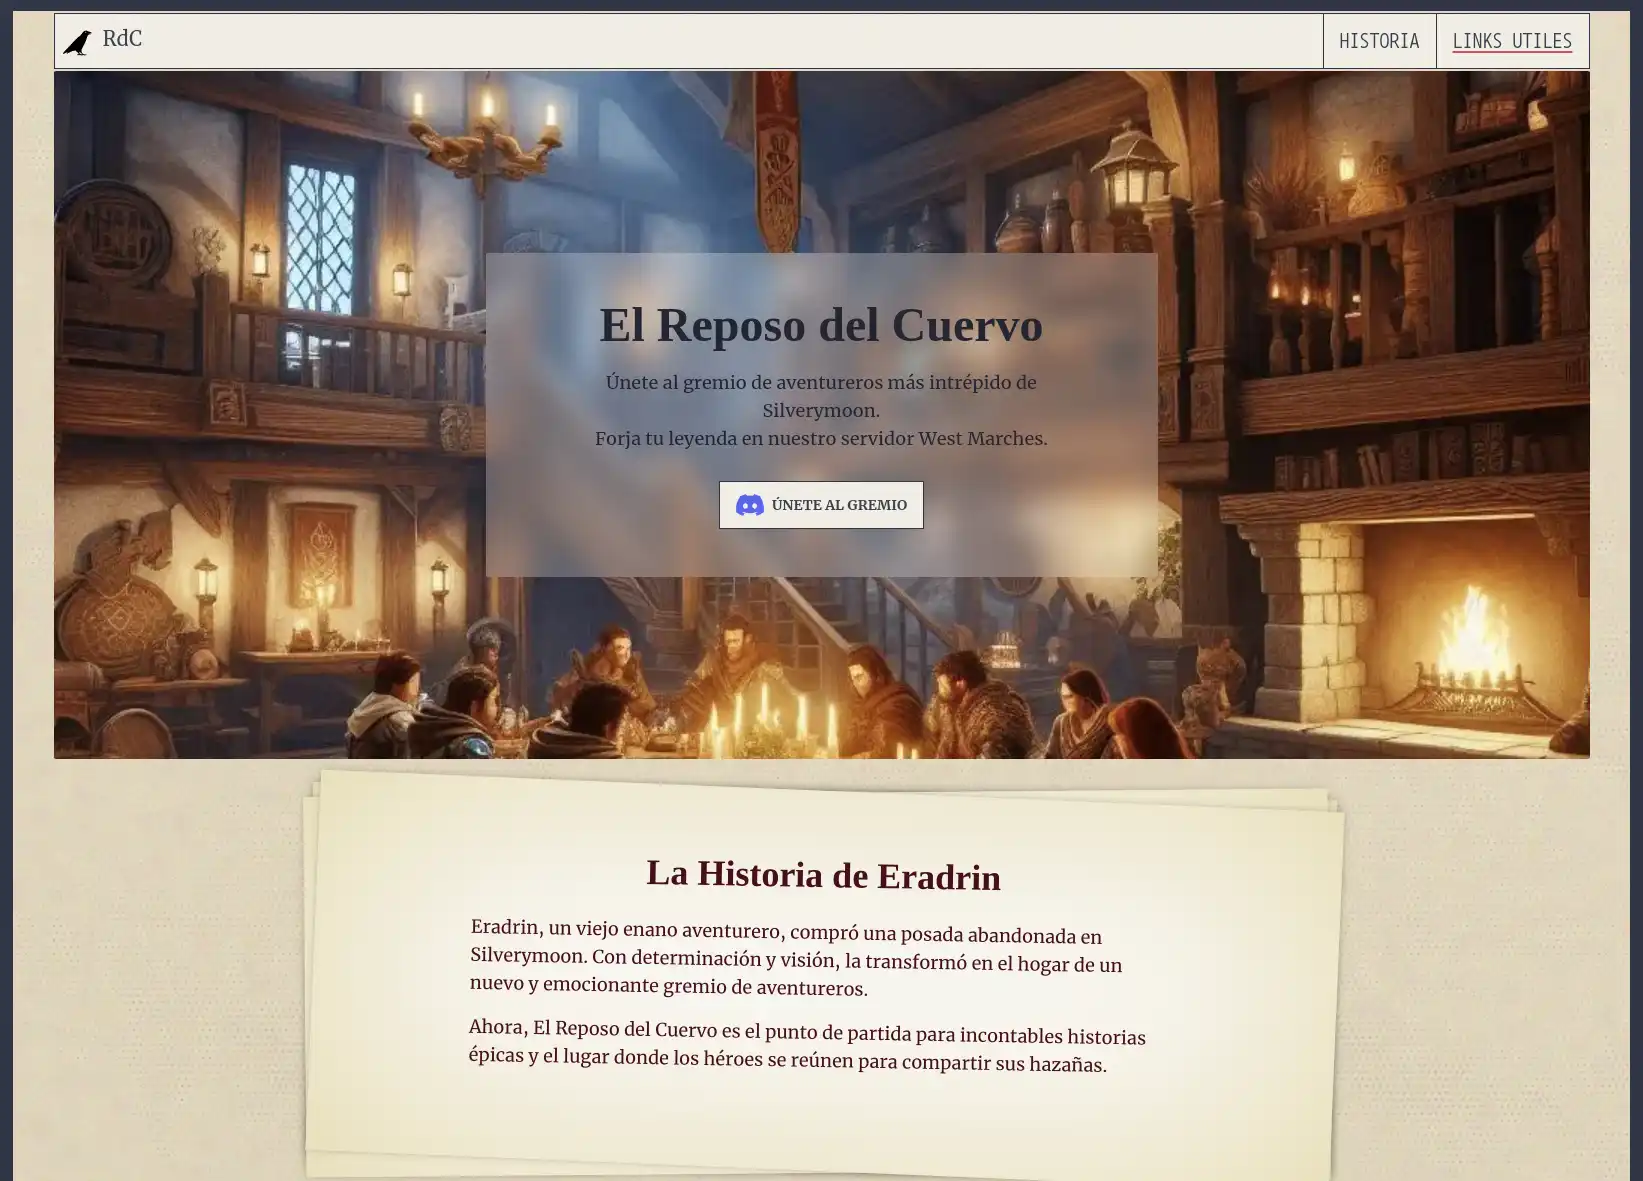 RdC
HISTORIA
LINKS UTILES
El Reposo del Cuervo
Únete al gremio de aventureros más intrépido de
Silverymoon.
Forja tu leyenda en nuestro servidor West Marches.
ÚNETE AL GREMIO
La Historia de Eradrin
Eradrin, un viejo enano aventurero, compró una posada abandonada en
Silverymoon. Con determinación y visión, la transformó en el hogar de un
nuevo y emocionante gremio de aventureros.
Ahora, El Reposo del Cuervo es el punto de partida para incontables historias
épicas y el lugar donde los héroes se reúnen para compartir sus hazañas.